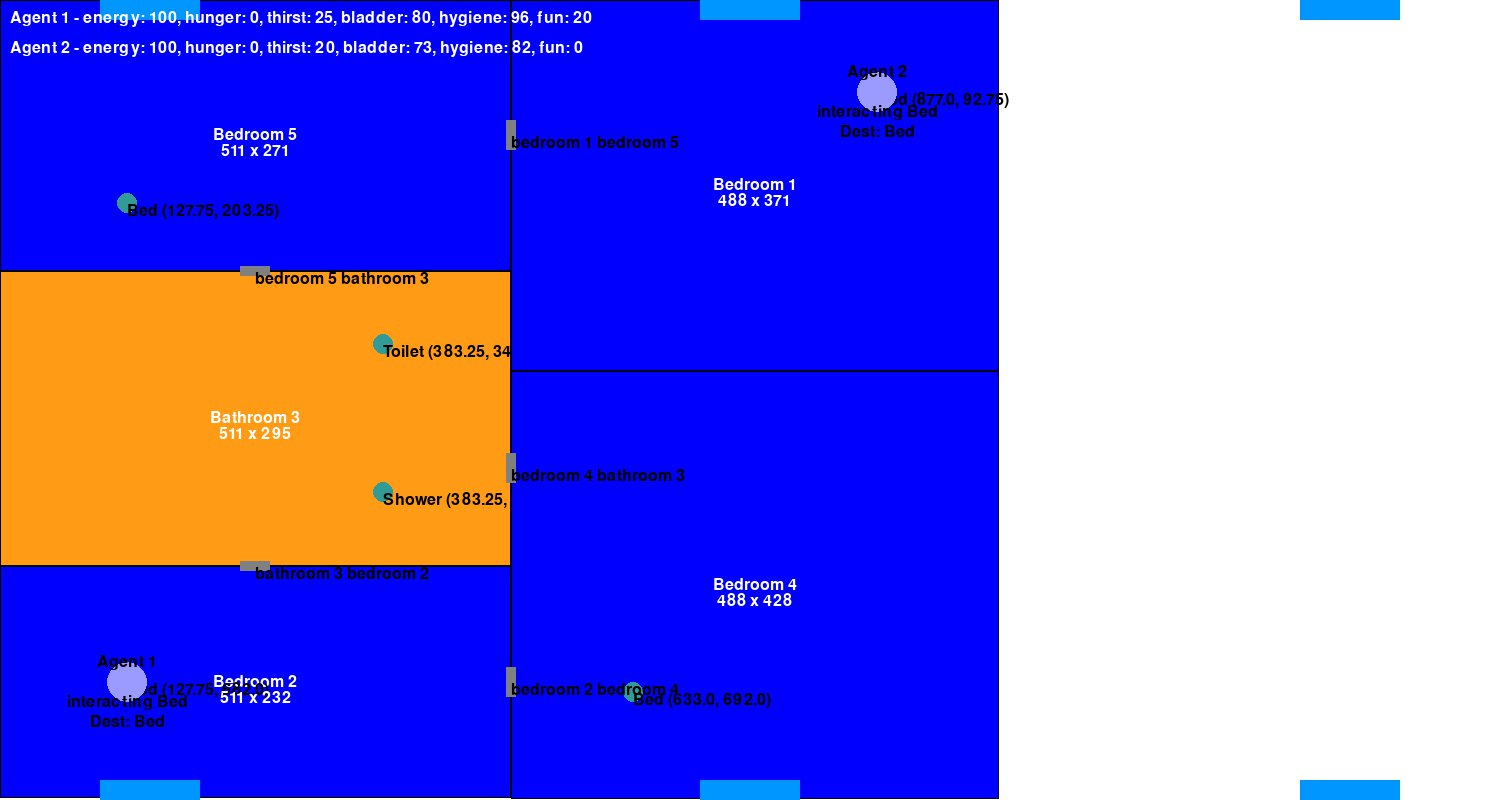 Agent 1 - energy: 100, hunger: 0, thirst: 25, bladder: 80, hygiene: 96, fun: 20
Agent 2 - energy: 100, hunger: 0, thirst: 20, bladder: 73, hygiene: 82, fun: 0
Agent 2
(877.0, 92.75)
interacting Bed
Dest: Bed
Bedroom 5
511 x 271
bedroom 1 bedroom 5
Bedroom 1
488 x 371
Bed (127.75, 203.25)
bedroom 5 bathroom 3
Toilet (383.25, 34
Bathroom 3
511 x 295
bedroom 4 bathroom 3
Shower (383.25,
bathroom 3 bedroom 2
Bedroom 4
488 x 428
Agent 1
(127.75,
interacting Bed
Dest: Bed
Bedroom 2
511 x 232
bedroom 2 bedroom 4
Bed (633.0, 692.0)